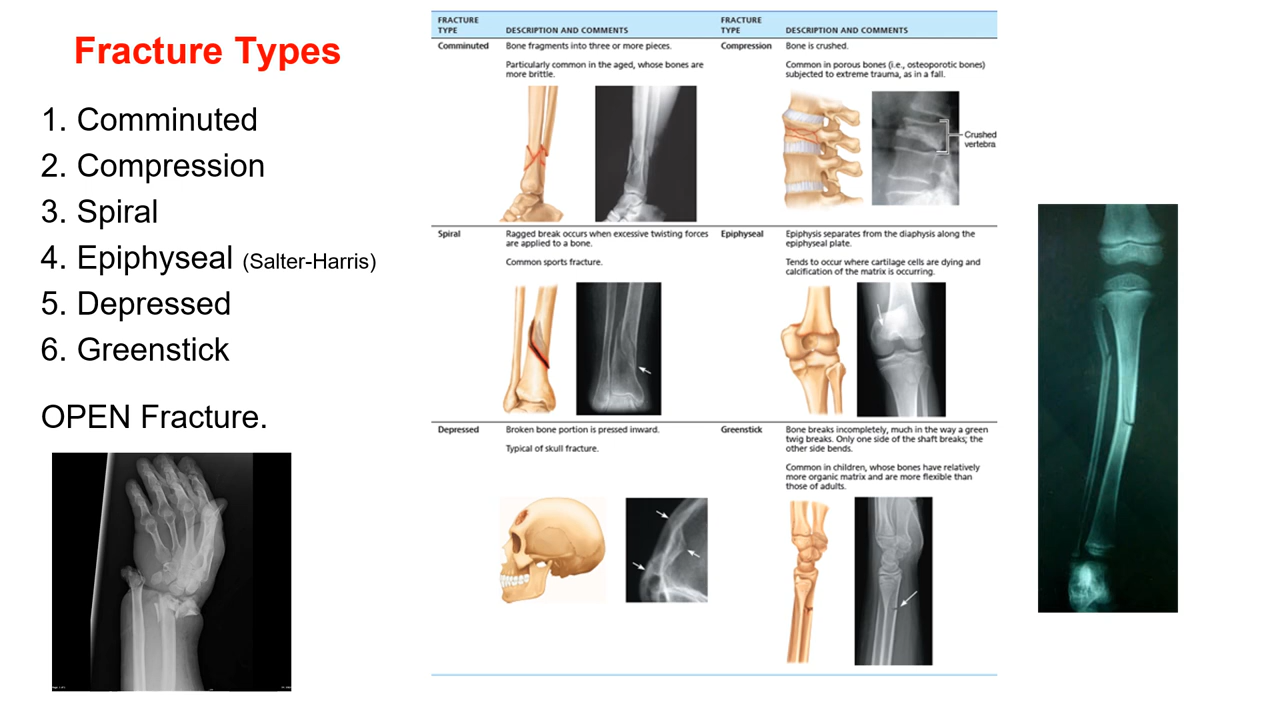 Fracture Types
1. Comminuted
2. Compression
3. Spiral
4. Epiphyseal (Salter-Harris)
5. Depressed
6. Greenstick
OPEN Fracture.
FRACTURE
TYPE
DESCRIPTION AND COMMENTS
Comminuted
Bone fragments into three or more pieces.
Particularly common in the aged, whose bones are
more brittle.
FRACTURE
TYPE
DESCRIPTION AND COMMENTS
Compression
Bone is crushed.
Common in porous bones (i.e., osteoporotic bones)
subjected to extreme trauma, as in a fall.
Crushed
vertebra
Spiral
Ragged break occurs when excessive twisting forces
are applied to a bone.
Common sports fracture.
Epiphyseal
Epiphysis separates from the diaphysis along the
epiphyseal plate.
Tends to occur where cartilage cells are dying and
calcification of the matrix is occurring.
Depressed
Broken bone portion is pressed inward.
Typical of skull fracture.
Greenstick
Bone breaks incompletely, much in the way a green
twig breaks. Only one side of the shaft breaks; the
other side bends.
Common in children, whose bones have relatively
more organic matrix and are more flexible than
those of adults.